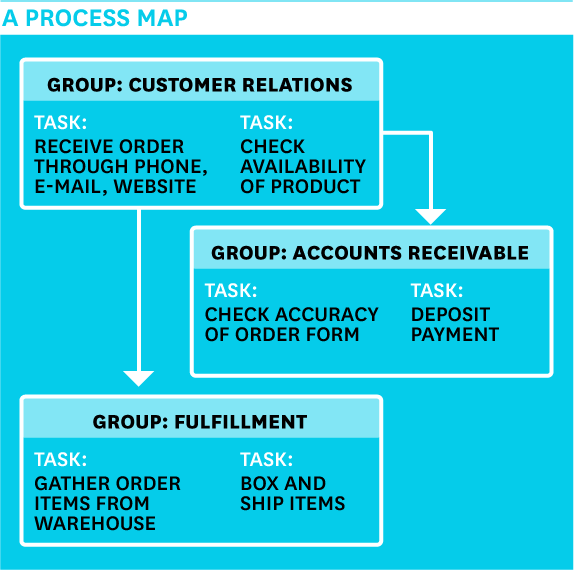 A PROCESS MAP
GROUP: CUSTOMER RELATIONS
TASK:
RECEIVE ORDER
THROUGH PHONE,
E-MAIL, WEBSITE
TASK:
CHECK
AVAILABILITY
OF PRODUCT
GROUP: ACCOUNTS RECEIVABLE
TASK:
CHECK ACCURACY
OF ORDER FORM
TASK:
DEPOSIT
PAYMENT
GROUP: FULFILLMENT
TASK:
GATHER ORDER
ITEMS FROM
WAREHOUSE
TASK:
BOX AND
SHIP ITEMS